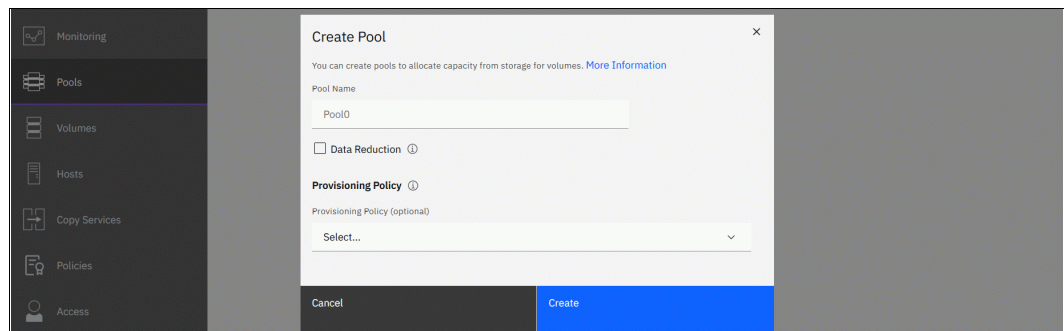 Monitoring
Pools
Volumes
Hosts
Copy Services
Policies
Access
Create Pool
You can create pools to allocate capacity from storage for volumes. More Information
Pool Name
Pool0
Data Reduction
Provisioning Policy
Provisioning Policy (optional)
Select...
Cancel
Create